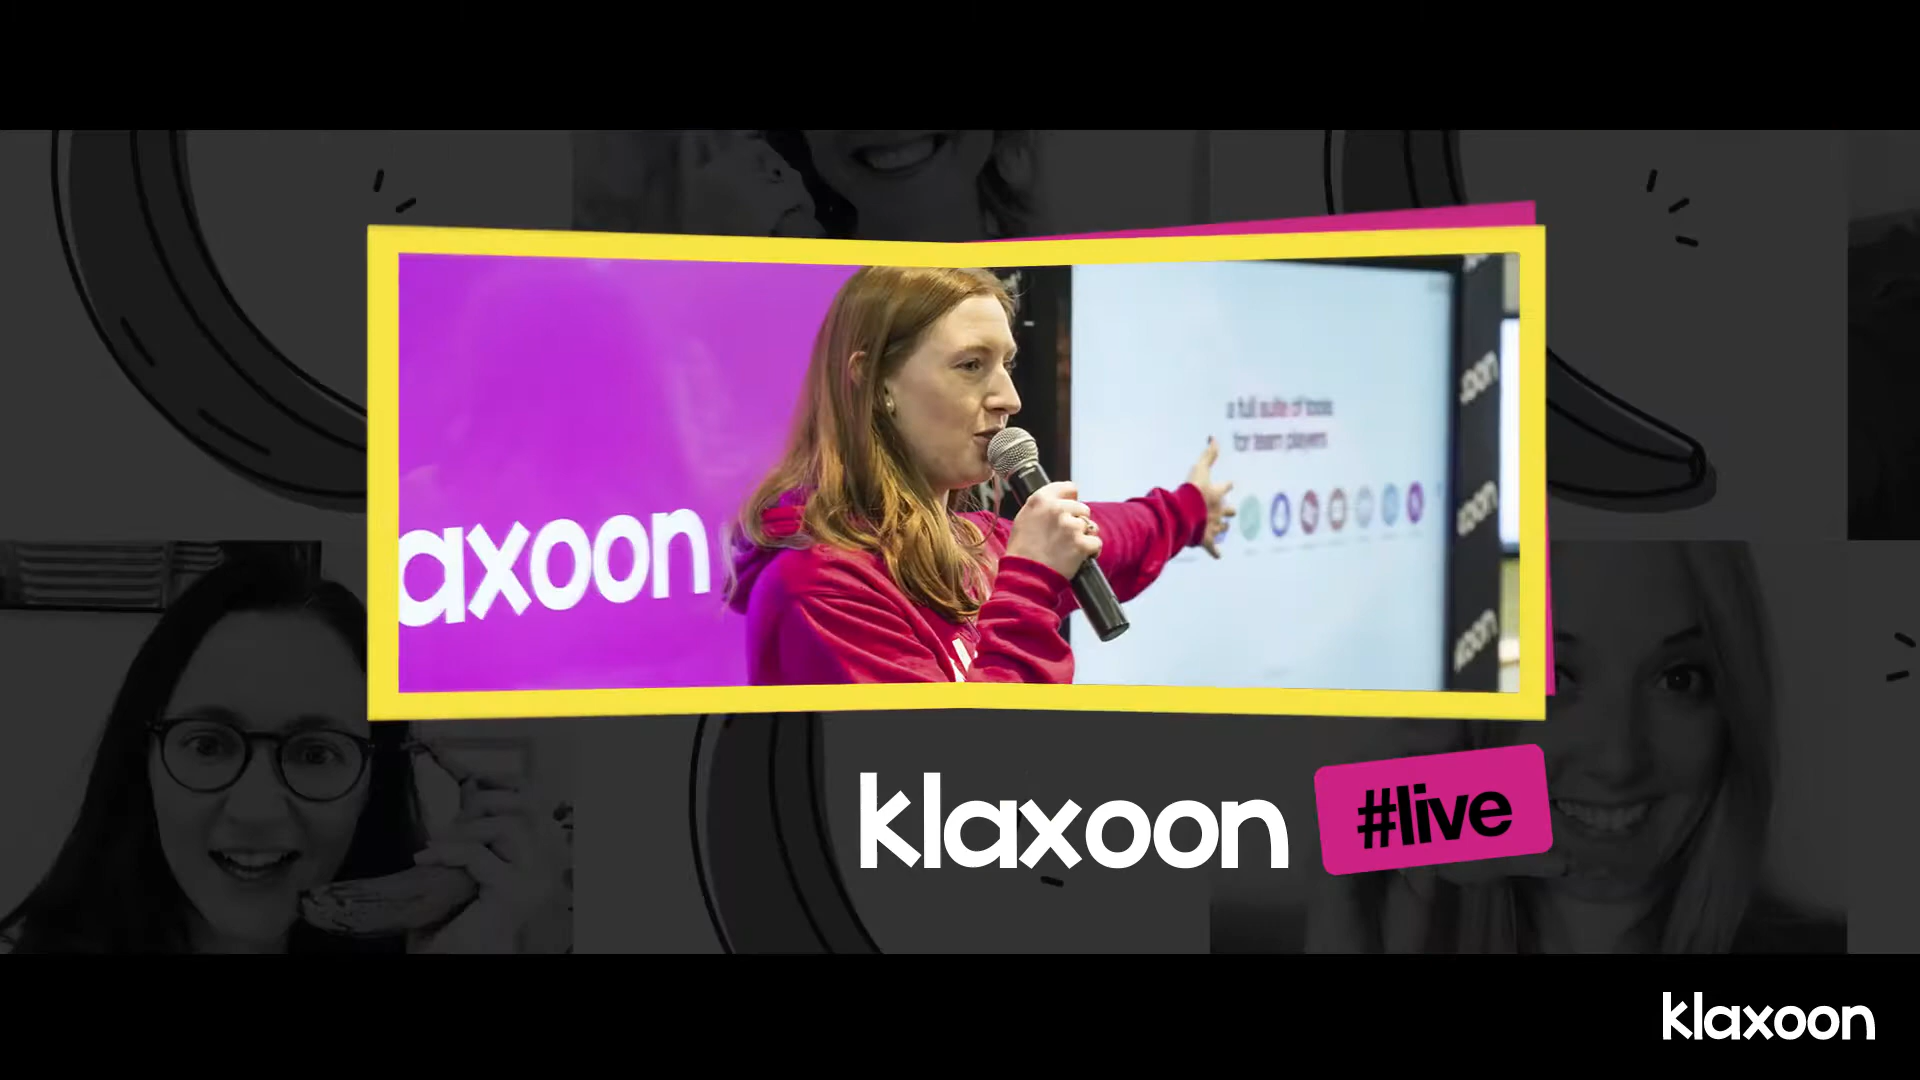 a full suite of tools
for team players
axoon
klaxoon
#live
klaxoon